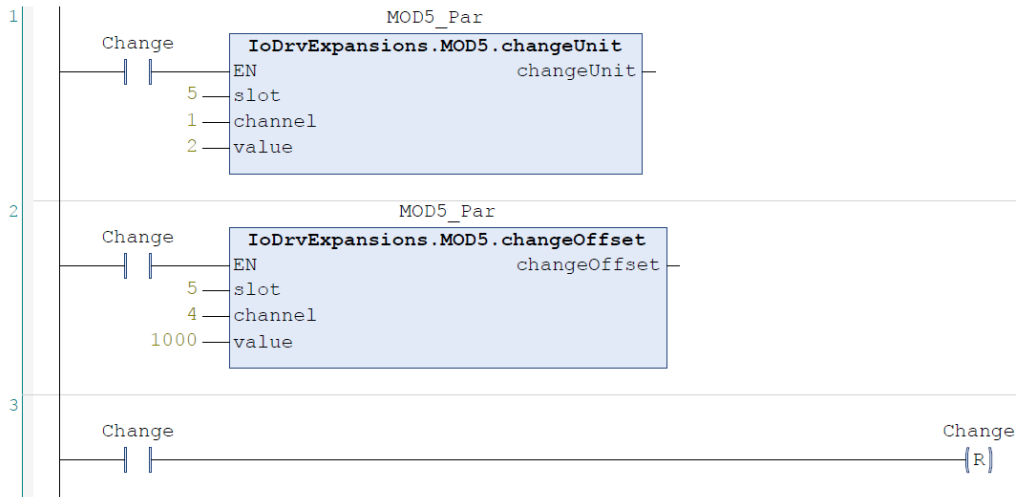 1
MOD5_Par
Change
IoDrvExpansions.MOD5.changeUnit
EN changeUnit
5 slot
1 channel
2 value
2
MOD5_Par
Change
IoDrvExpansions.MOD5.changeOffset
EN changeOffset
5 slot
4 channel
1000 value
3
Change Change
R